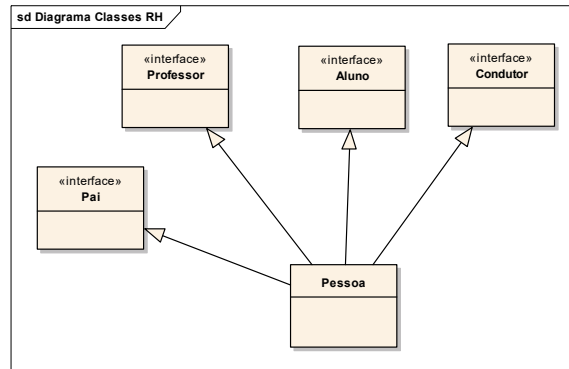 sd Diagrama Classes RH
«interface»
Professor
«interface»
Aluno
«interface»
Condutor
«interface»
Pai
Pessoa